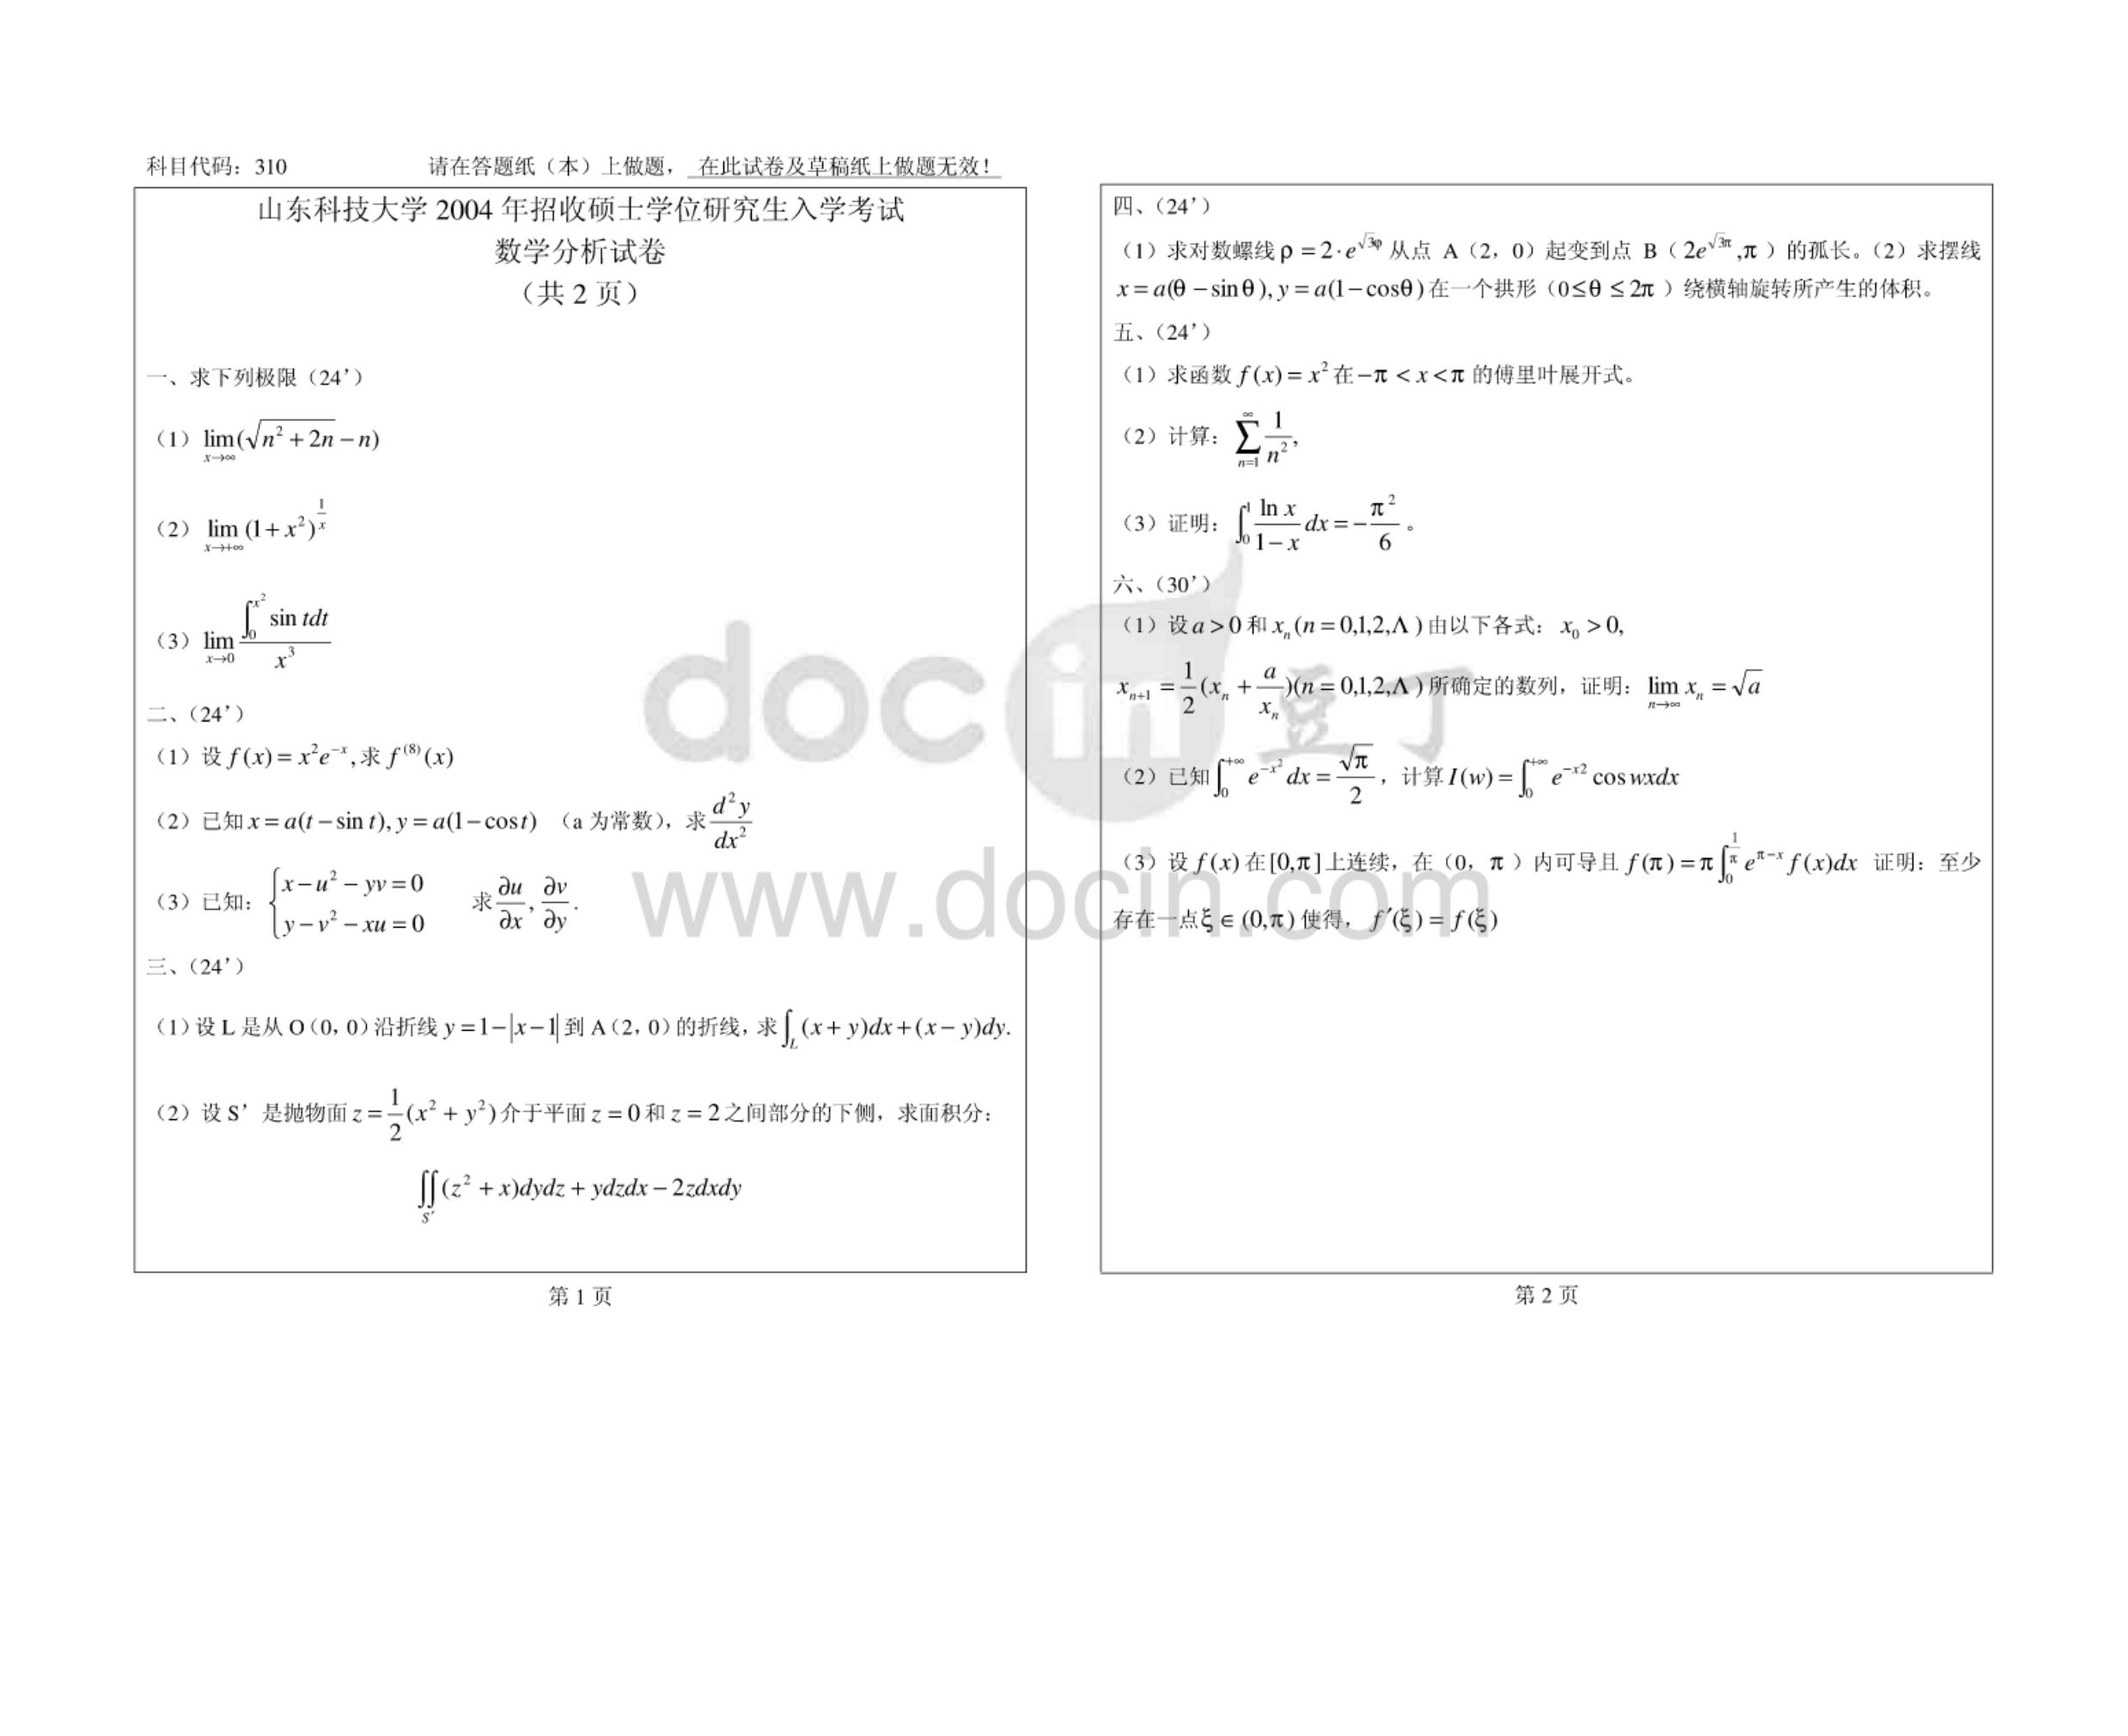 科目代码：310 请在答题纸（本）上做题， 在此试卷及草稿纸上做题无效！
山东科技大学 2004 年招收硕士学位研究生入学考试
数学分析试卷
（共 2 页）
一、求下列极限（24’）
（1）lim_{x→∞}(√(n²+2n) − n)
（2）lim_{x→+∞}(1+x²)^{1/x}
（3）lim_{x→0} ∫_0^{x²} sin tdt / x³
二、（24’）
（1）设 f(x) = x²e^{−x},求 f^{(8)}(x)
（2）已知 x = a(t − sin t), y = a(1 − cos t) （a 为常数），求 d²y/dx²
（3）已知： {x − u² − yv = 0
y − v² − xu = 0 求 ∂u/∂x, ∂v/∂y.
三、（24’）
（1）设 L 是从 O（0，0）沿折线 y = 1 − |x − 1| 到 A（2，0）的折线，求 ∫_L (x + y)dx + (x − y)dy.
（2）设 S’ 是抛物面 z = 1/2(x² + y²) 介于平面 z = 0 和 z = 2 之间部分的下侧，求面积分：
∬_{S'} (z² + x)dydz + ydzdx − 2zdxdy
第 1 页
四、（24’）
（1）求对数螺线 ρ = 2·e^{√3φ} 从点 A（2，0）起变到点 B（2e^{√3π},π）的孤长。（2）求摆线
x = a(θ − sin θ), y = a(1 − cosθ) 在一个拱形（0≤θ ≤ 2π ）绕横轴旋转所产生的体积。
五、（24’）
（1）求函数 f(x) = x² 在 −π < x < π 的傅里叶展开式。
（2）计算：∑_{n=1}^{∞} 1/n²,
（3）证明：∫_0^1 ln x/(1−x) dx = −π²/6 。
六、（30’）
（1）设 a > 0 和 x_n (n = 0,1,2,Λ ) 由以下各式： x_0 > 0,
x_{n+1} = 1/2(x_n + a/x_n)(n = 0,1,2,Λ ) 所确定的数列，证明：lim_{n→∞} x_n = √a
（2）已知 ∫_0^{+∞} e^{−x²} dx = √π/2 ，计算 I(w) = ∫_0^{+∞} e^{−x2} cos wxdx
（3）设 f(x) 在 [0,π] 上连续，在（0，π ）内可导且 f(π) = π∫_0^{1/π} e^{π−x} f(x)dx 证明：至少
存在一点 ξ ∈ (0,π) 使得， f′(ξ) = f(ξ)
第 2 页
docin 豆丁
www.docin.com